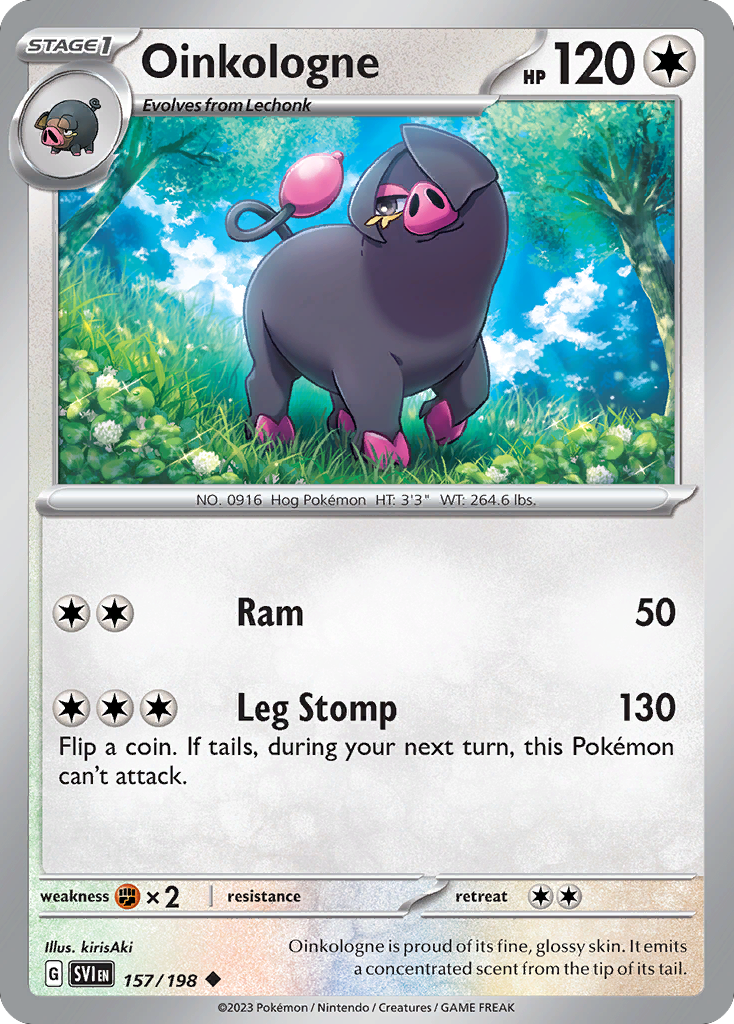 STAGE1
Oinkologne
HP 120
Evolves from Lechonk
NO. 0916 Hog Pokémon HT: 3'3" WT: 264.6 lbs.
Ram 50
Leg Stomp 130
Flip a coin. If tails, during your next turn, this Pokémon
can't attack.
weakness ×2 resistance retreat
Illus. kirisAki
Oinkologne is proud of its fine, glossy skin. It emits
a concentrated scent from the tip of its tail.
G SVI EN 157/198
©2023 Pokémon / Nintendo / Creatures / GAME FREAK